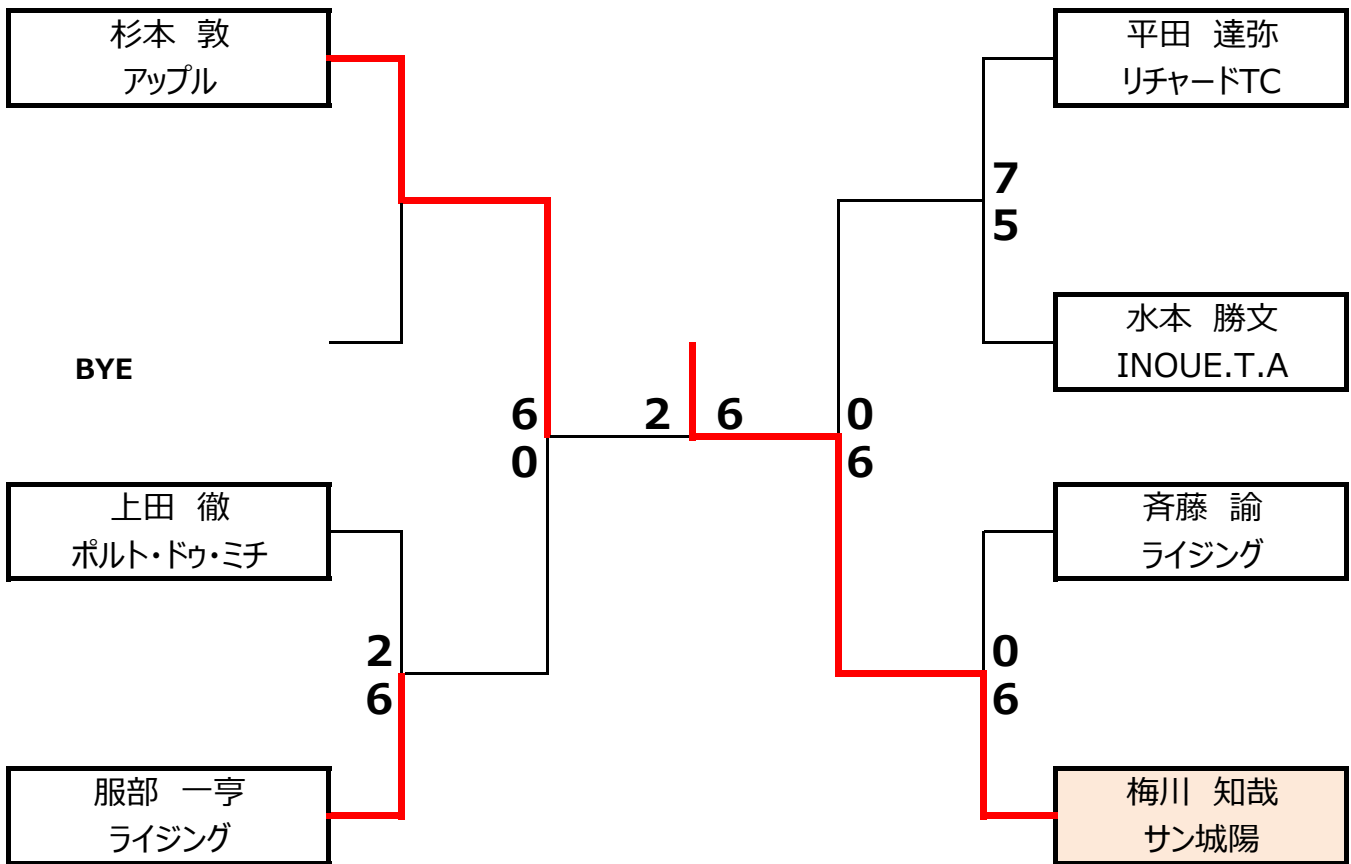 杉本　敦
アップル
平田　達弥
リチャードTC
7
5
水本　勝文
INOUE.T.A
BYE
6
0
2
6
0
6
上田　徹
ポルト・ドゥ・ミチ
斉藤　諭
ライジング
2
6
0
6
服部　一亨
ライジング
梅川　知哉
サン城陽